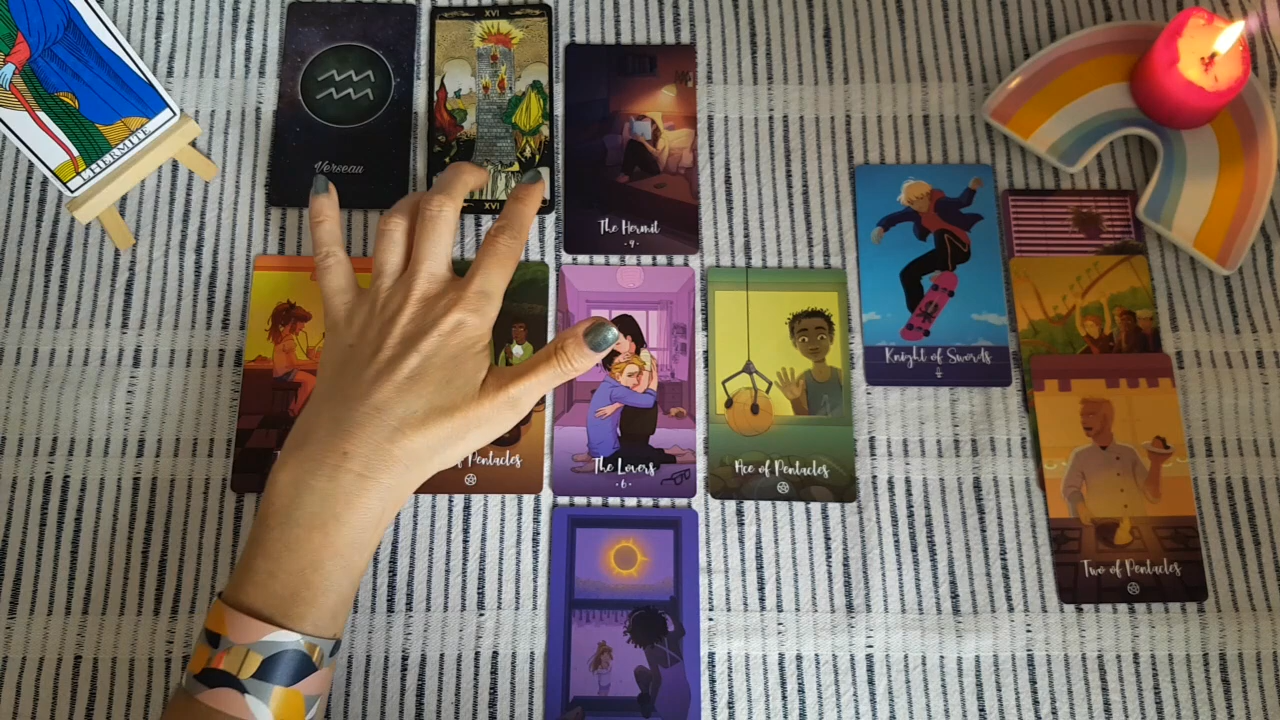 L'HERMITE
Verseau
XVI
XVI
The Hermit
• 9 •
of Pentacles
The Lovers
• 6 •
Ace of Pentacles
Knight of Swords
Two of Pentacles